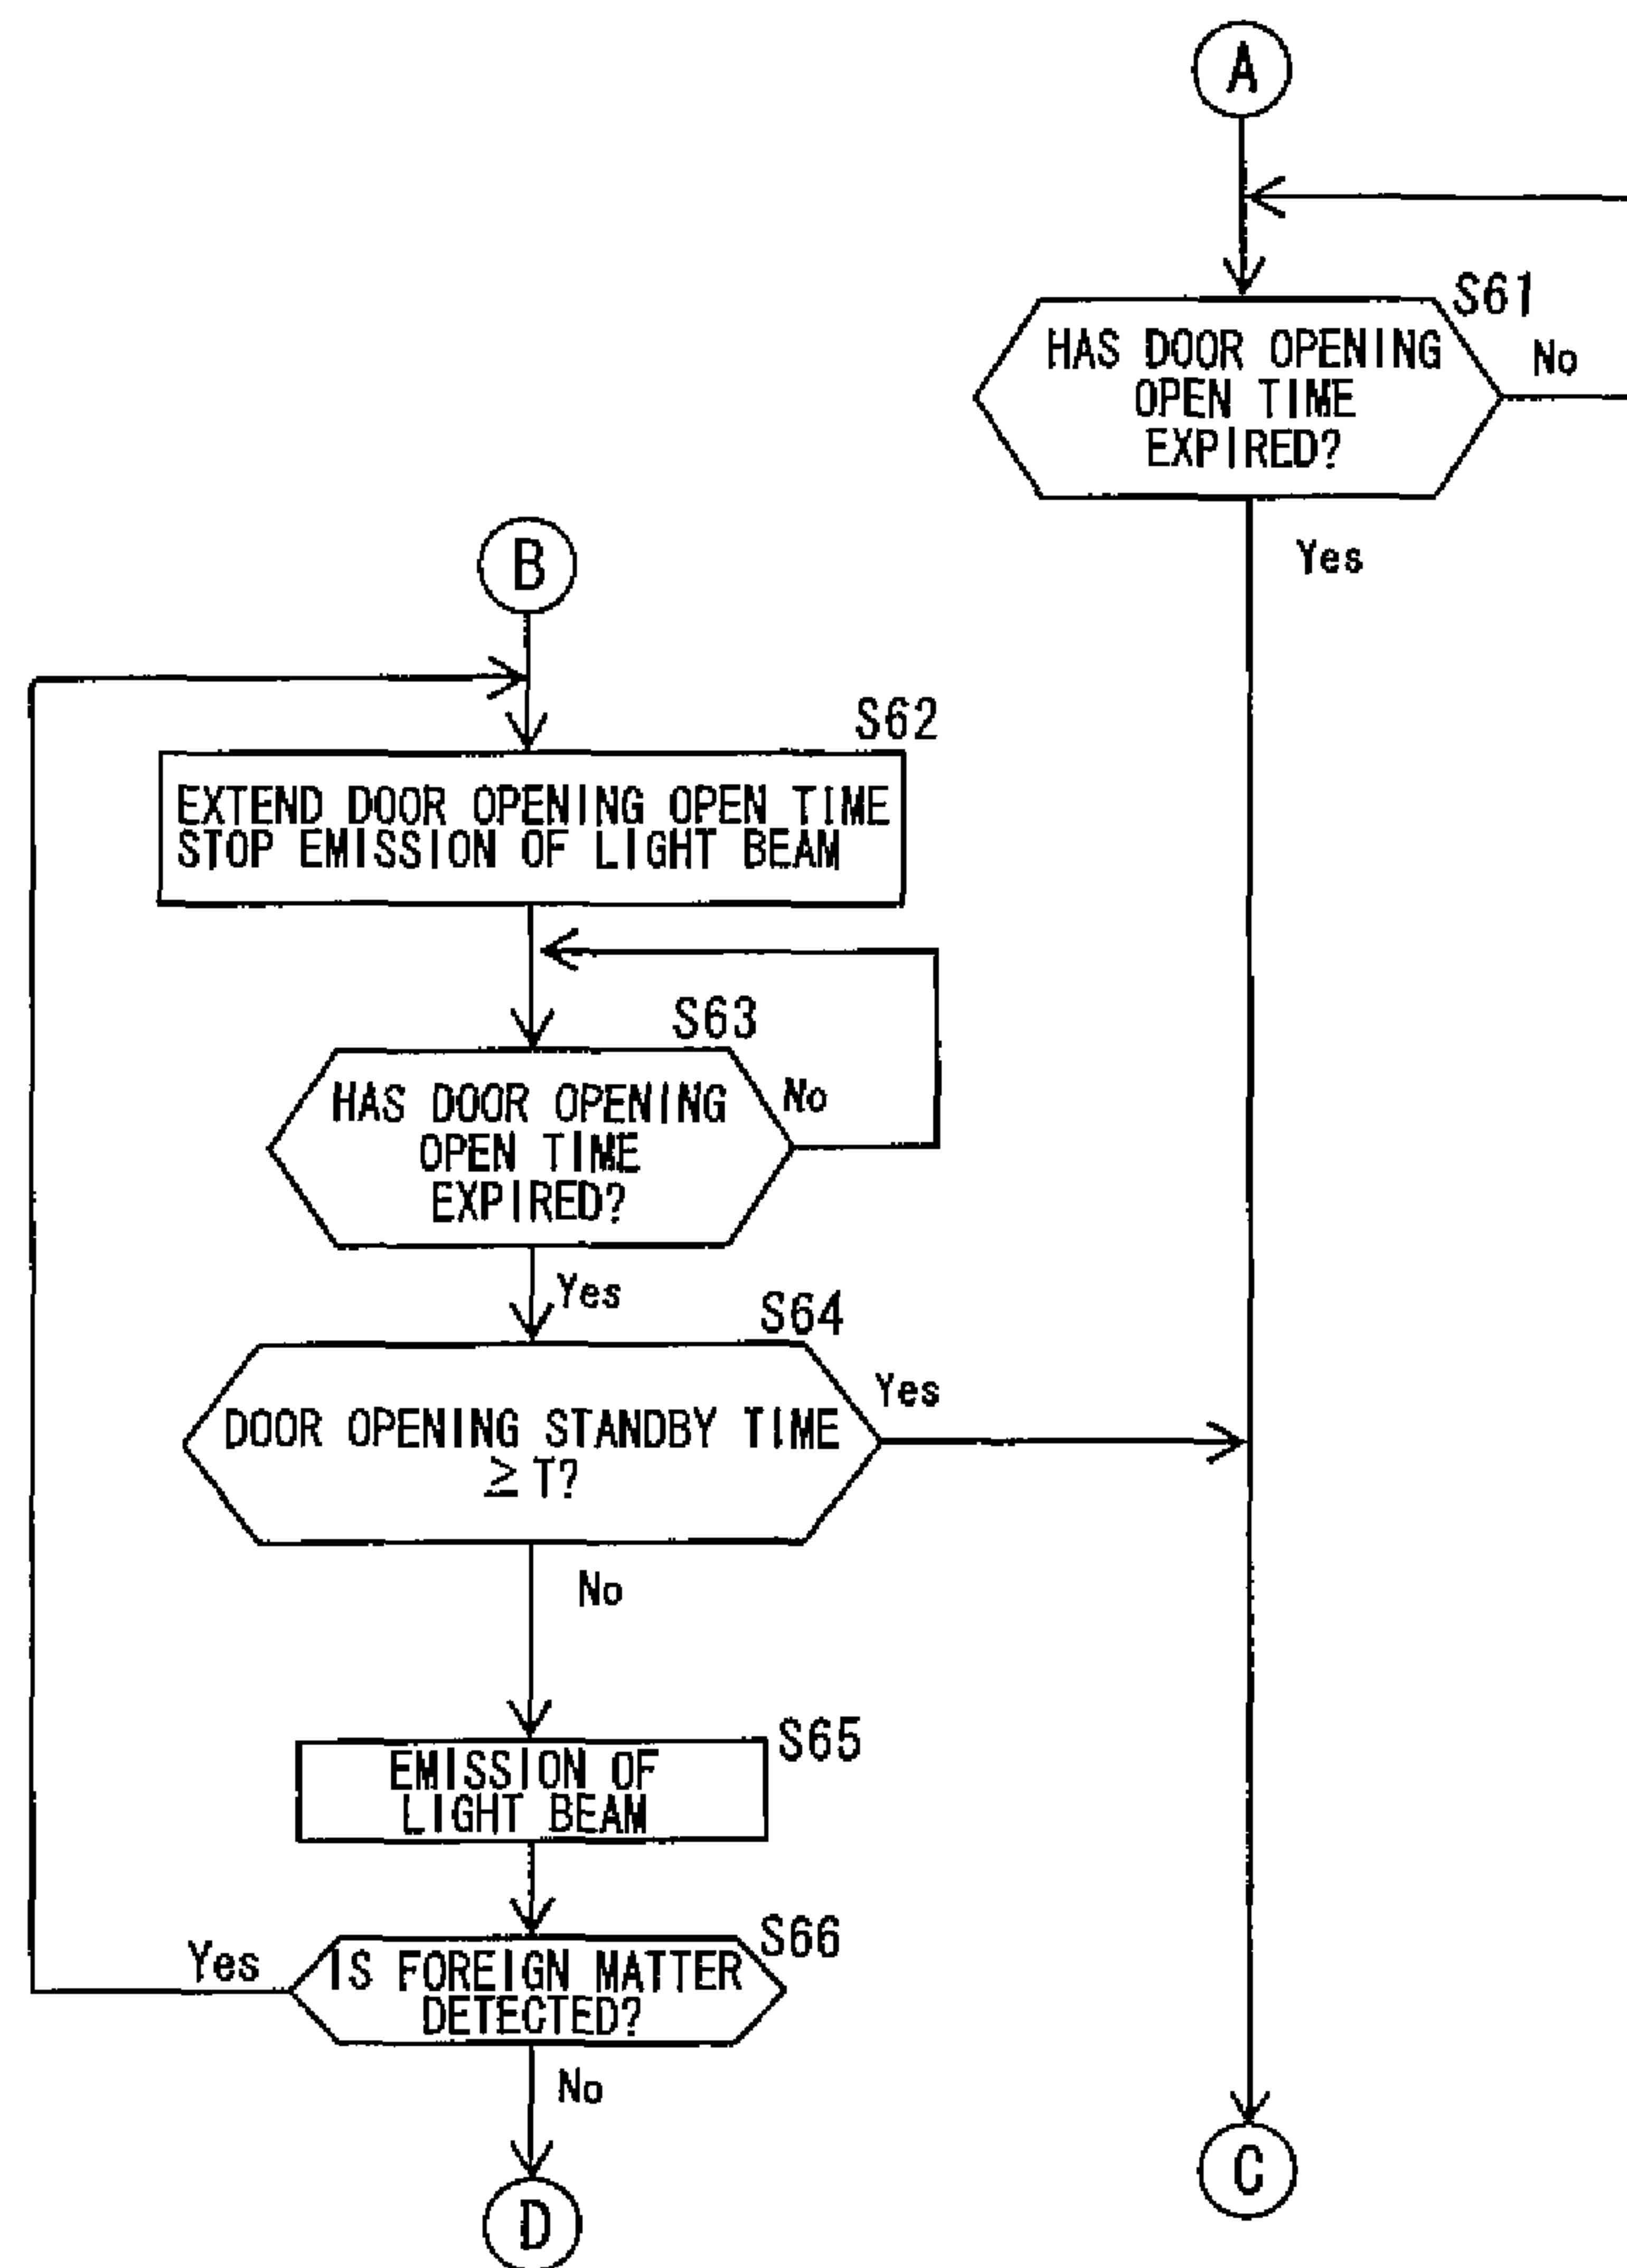 A
S61
HAS DOOR OPENING
OPEN TIME
EXPIRED?
No
Yes
B
S62
EXTEND DOOR OPENING OPEN TIME
STOP EMISSION OF LIGHT BEAM
S63
HAS DOOR OPENING
OPEN TIME
EXPIRED?
No
Yes
S64
DOOR OPENING STANDBY TIME
≥ T?
Yes
No
S65
EMISSION OF
LIGHT BEAM
S66
IS FOREIGN MATTER
DETECTED?
Yes
No
C
D